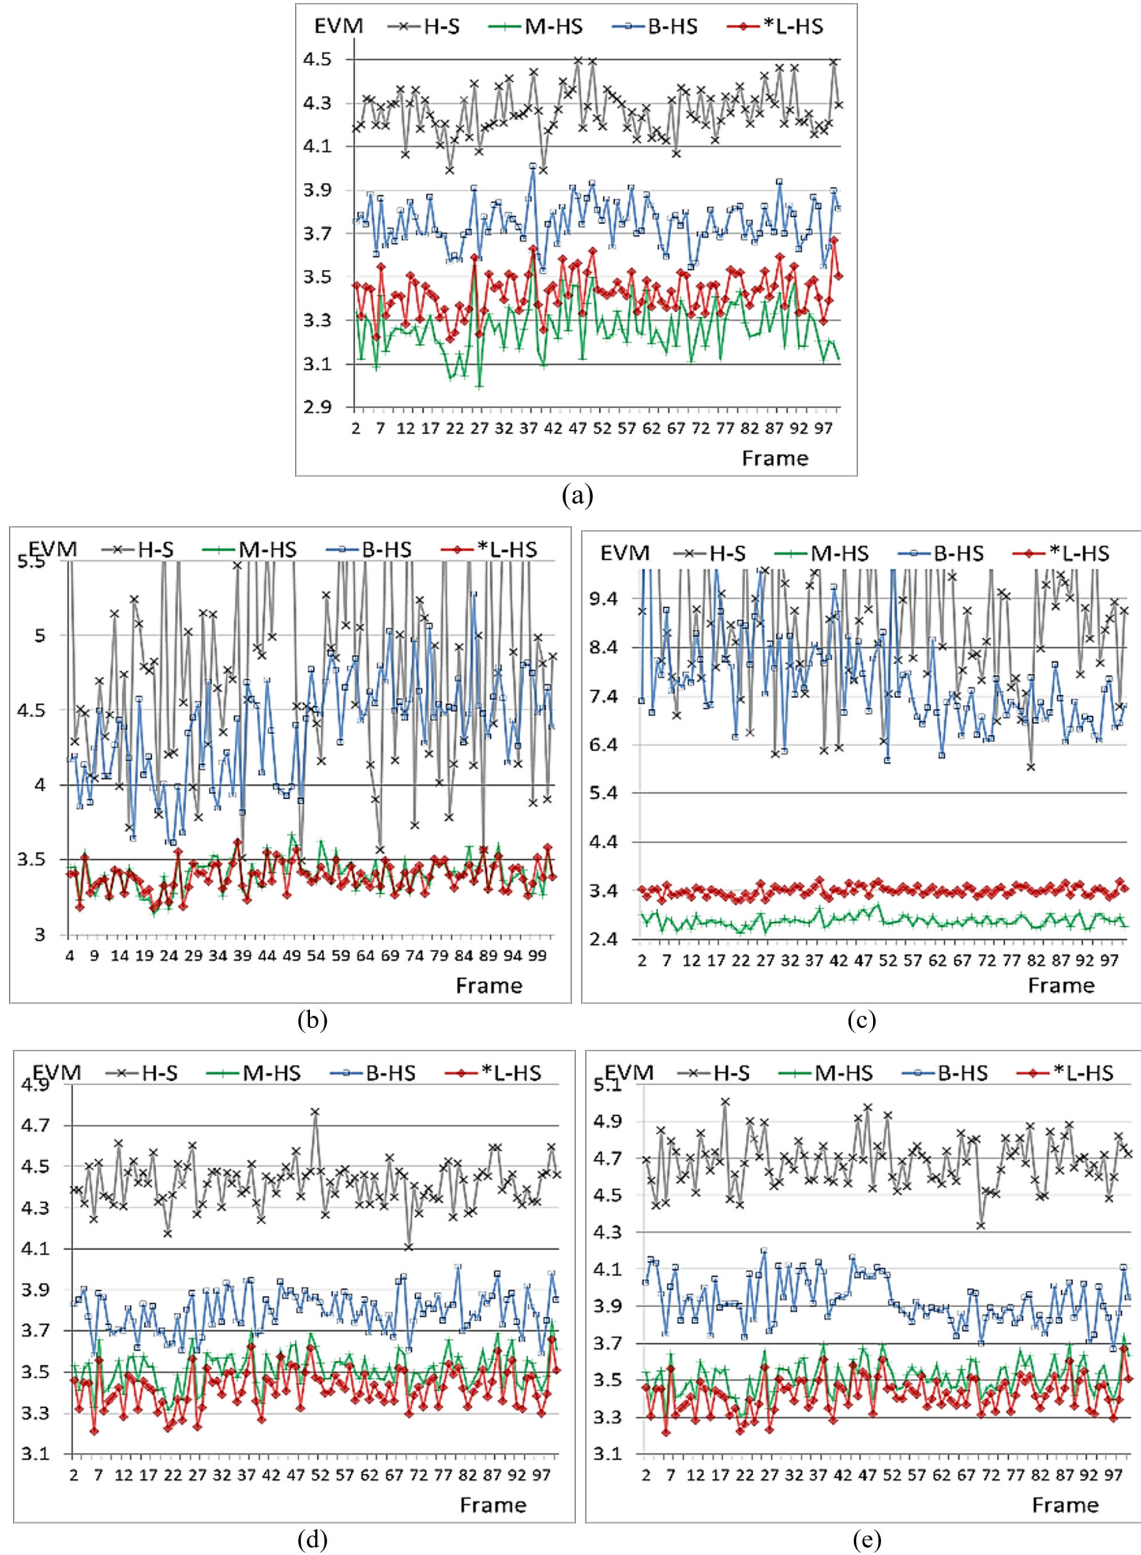 EVM H-S M-HS B-HS *L-HS
4.5
4.3
4.1
3.9
3.7
3.5
3.3
3.1
2.9
2 7 12 17 22 27 32 37 42 47 52 57 62 67 72 77 82 87 92 97
Frame
(a)
EVM H-S M-HS B-HS *L-HS
5.5
5
4.5
4
3.5
3
4 9 14 19 24 29 34 39 44 49 54 59 64 69 74 79 84 89 94 99
Frame
(b)
EVM H-S M-HS B-HS *L-HS
9.4
8.4
7.4
6.4
5.4
4.4
3.4
2.4
2 7 12 17 22 27 32 37 42 47 52 57 62 67 72 77 82 87 92 97
Frame
(c)
EVM H-S M-HS B-HS *L-HS
4.9
4.7
4.5
4.3
4.1
3.9
3.7
3.5
3.3
3.1
2 7 12 17 22 27 32 37 42 47 52 57 62 67 72 77 82 87 92 97
Frame
(d)
EVM H-S M-HS B-HS *L-HS
5.1
4.9
4.7
4.5
4.3
4.1
3.9
3.7
3.5
3.3
3.1
2 7 12 17 22 27 32 37 42 47 52 57 62 67 72 77 82 87 92 97
Frame
(e)